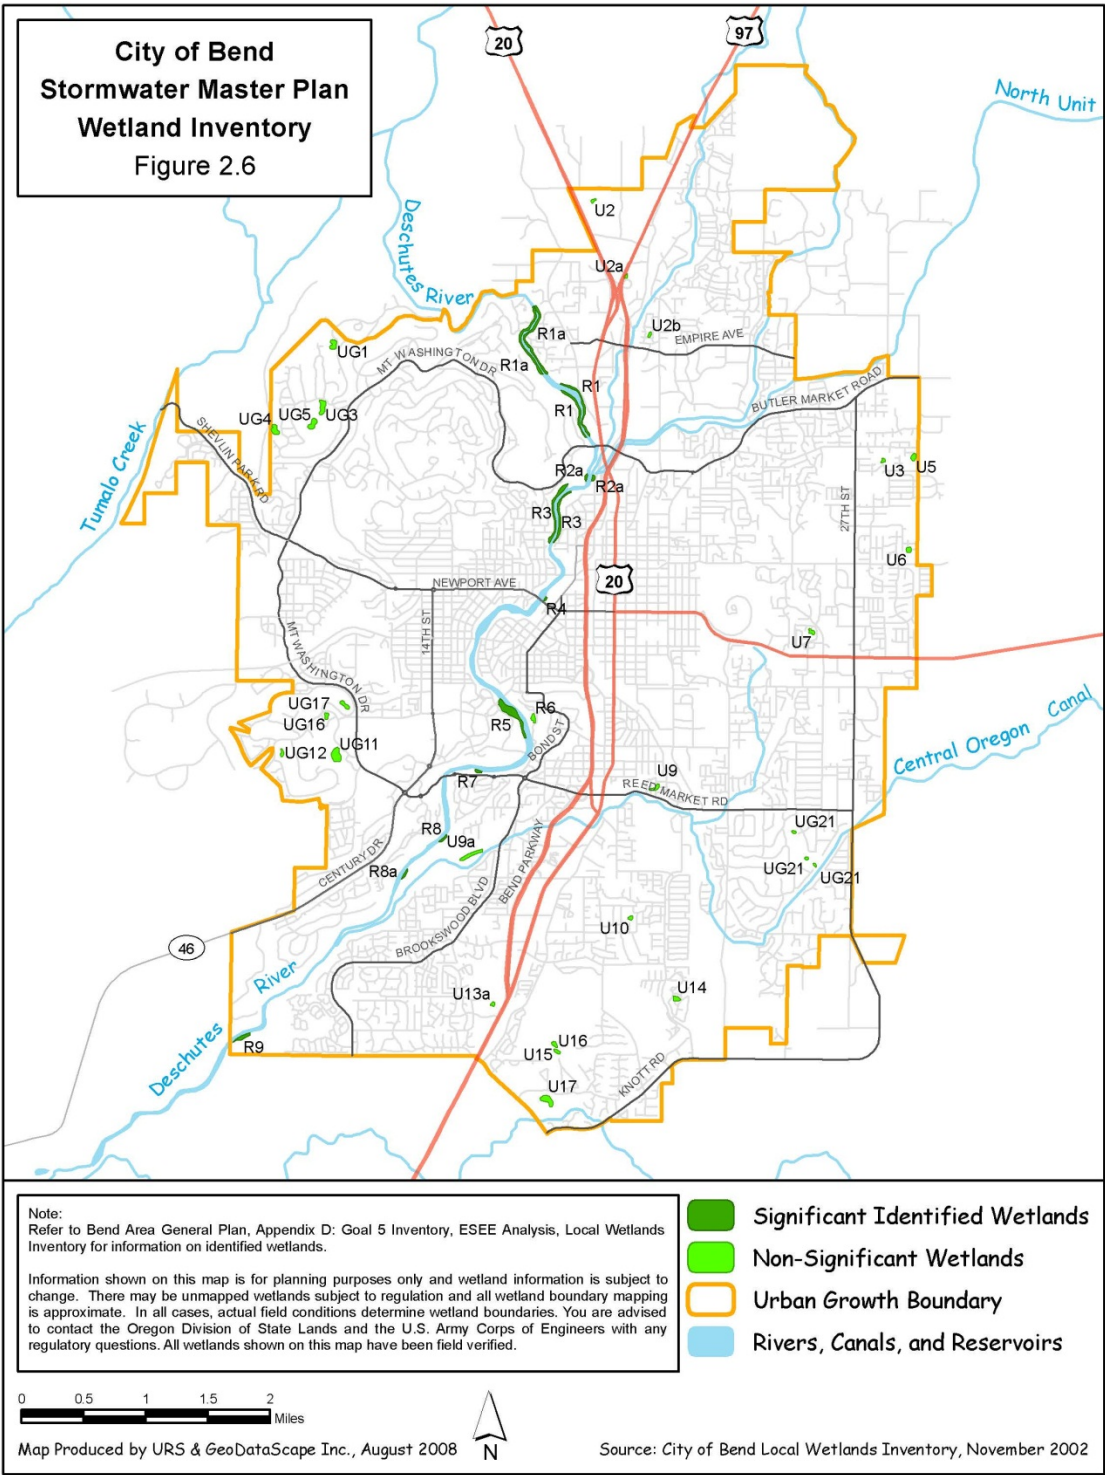 City of Bend
Stormwater Master Plan
Wetland Inventory
Figure 2.6
20
97
North Unit
Deschutes River
U2
U2a
U2b
EMPIRE AVE
R1a
R1a
UG1
MT WASHINGTON DR
R1
R1
BUTLER MARKET ROAD
UG4
UG5
UG3
SHEVLIN PARK RD
Tumalo Creek
R2a
R2a
U3
U5
R3
R3
27TH ST
U6
20
NEWPORT AVE
R4
14TH ST
U7
MT WASHINGTON DR
UG17
UG16
UG12
UG11
R5
R6
BOND ST
Central Oregon Canal
R7
U9
REED MARKET RD
R8
U9a
UG21
UG21
UG21
CENTURY DR
R8a
BEND PARKWAY
BROOKSWOOD BLVD
U10
46
River
U13a
U14
Deschutes
R9
U16
U15
KNOTT RD
U17
Note:
Refer to Bend Area General Plan, Appendix D: Goal 5 Inventory, ESEE Analysis, Local Wetlands
Inventory for information on identified wetlands.
Information shown on this map is for planning purposes only and wetland information is subject to
change. There may be unmapped wetlands subject to regulation and all wetland boundary mapping
is approximate. In all cases, actual field conditions determine wetland boundaries. You are advised
to contact the Oregon Division of State Lands and the U.S. Army Corps of Engineers with any
regulatory questions. All wetlands shown on this map have been field verified.
Significant Identified Wetlands
Non-Significant Wetlands
Urban Growth Boundary
Rivers, Canals, and Reservoirs
0 0.5 1 1.5 2
Miles
N
Map Produced by URS & GeoDataScape Inc., August 2008
Source: City of Bend Local Wetlands Inventory, November 2002